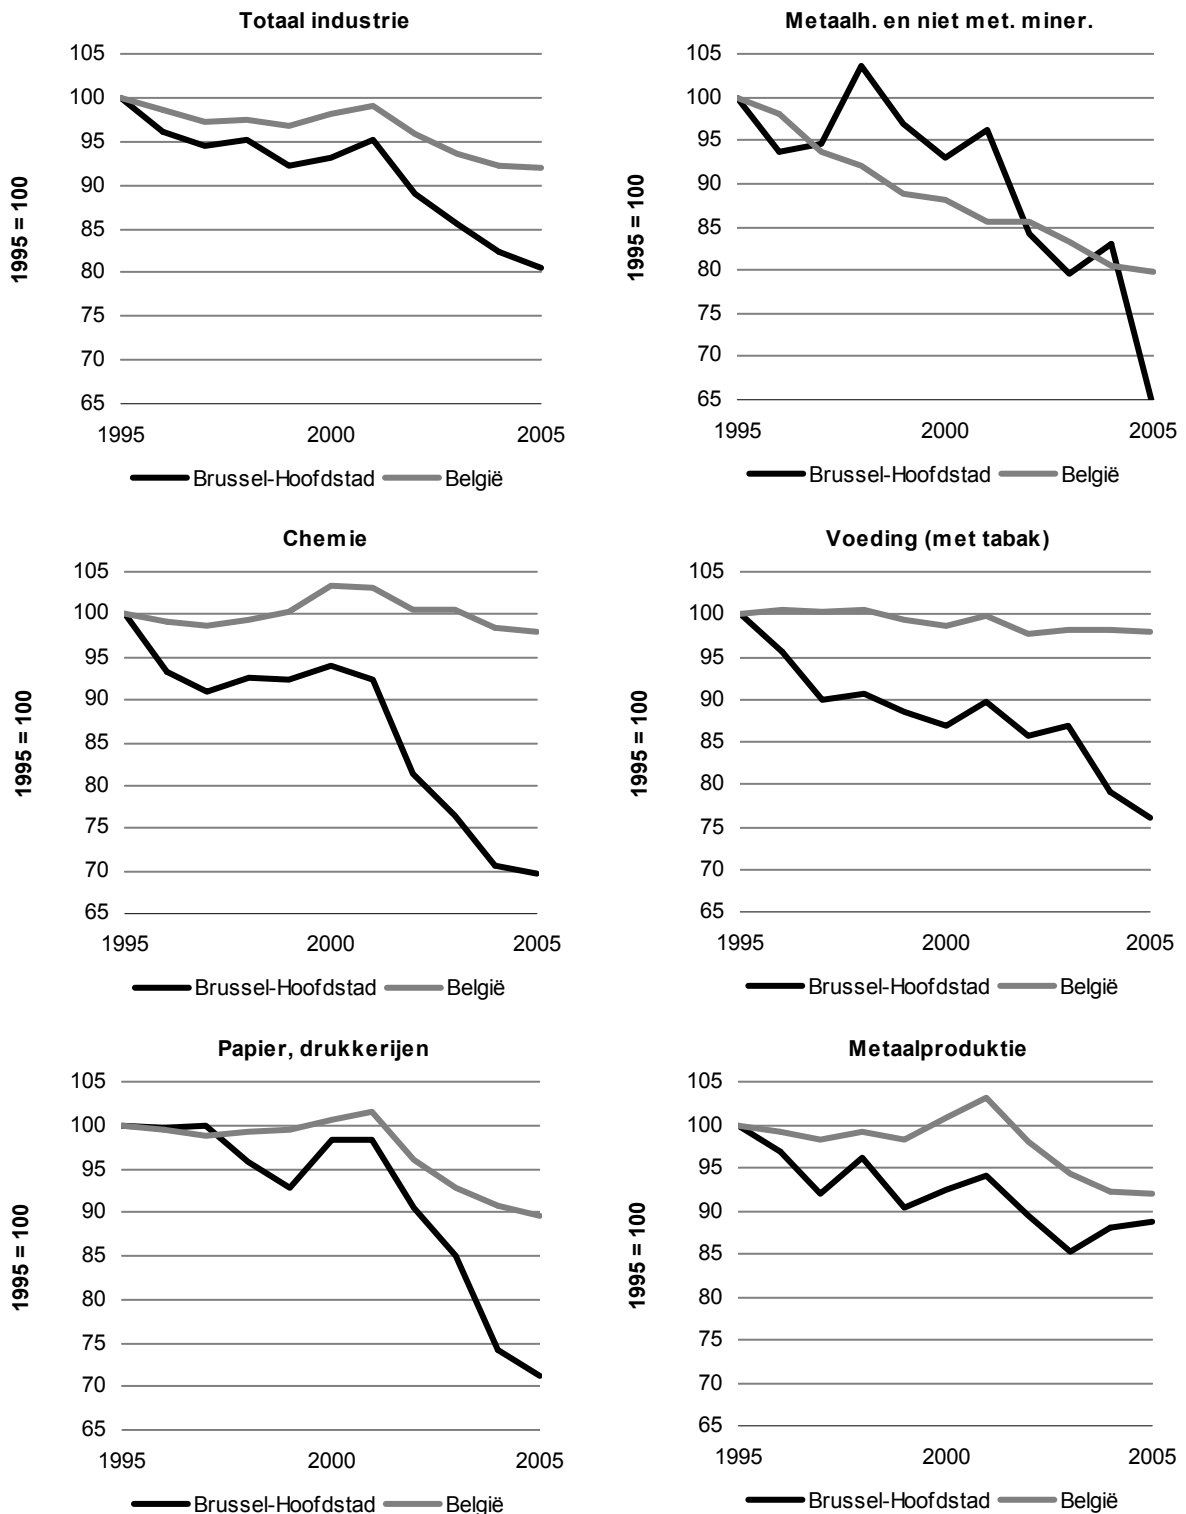 Totaal industrie
105
100
95
90
85
80
75
70
65
1995 = 100
1995 2000 2005
Brussel-Hoofdstad België
Metaalh. en niet met. miner.
105
100
95
90
85
80
75
70
65
1995 = 100
1995 2000 2005
Brussel-Hoofdstad België
Chemie
105
100
95
90
85
80
75
70
65
1995 = 100
1995 2000 2005
Brussel-Hoofdstad België
Voeding (met tabak)
105
100
95
90
85
80
75
70
65
1995 = 100
1995 2000 2005
Brussel-Hoofdstad België
Papier, drukkerijen
105
100
95
90
85
80
75
70
65
1995 = 100
1995 2000 2005
Brussel-Hoofdstad België
Metaalproduktie
105
100
95
90
85
80
75
70
65
1995 = 100
1995 2000 2005
Brussel-Hoofdstad België